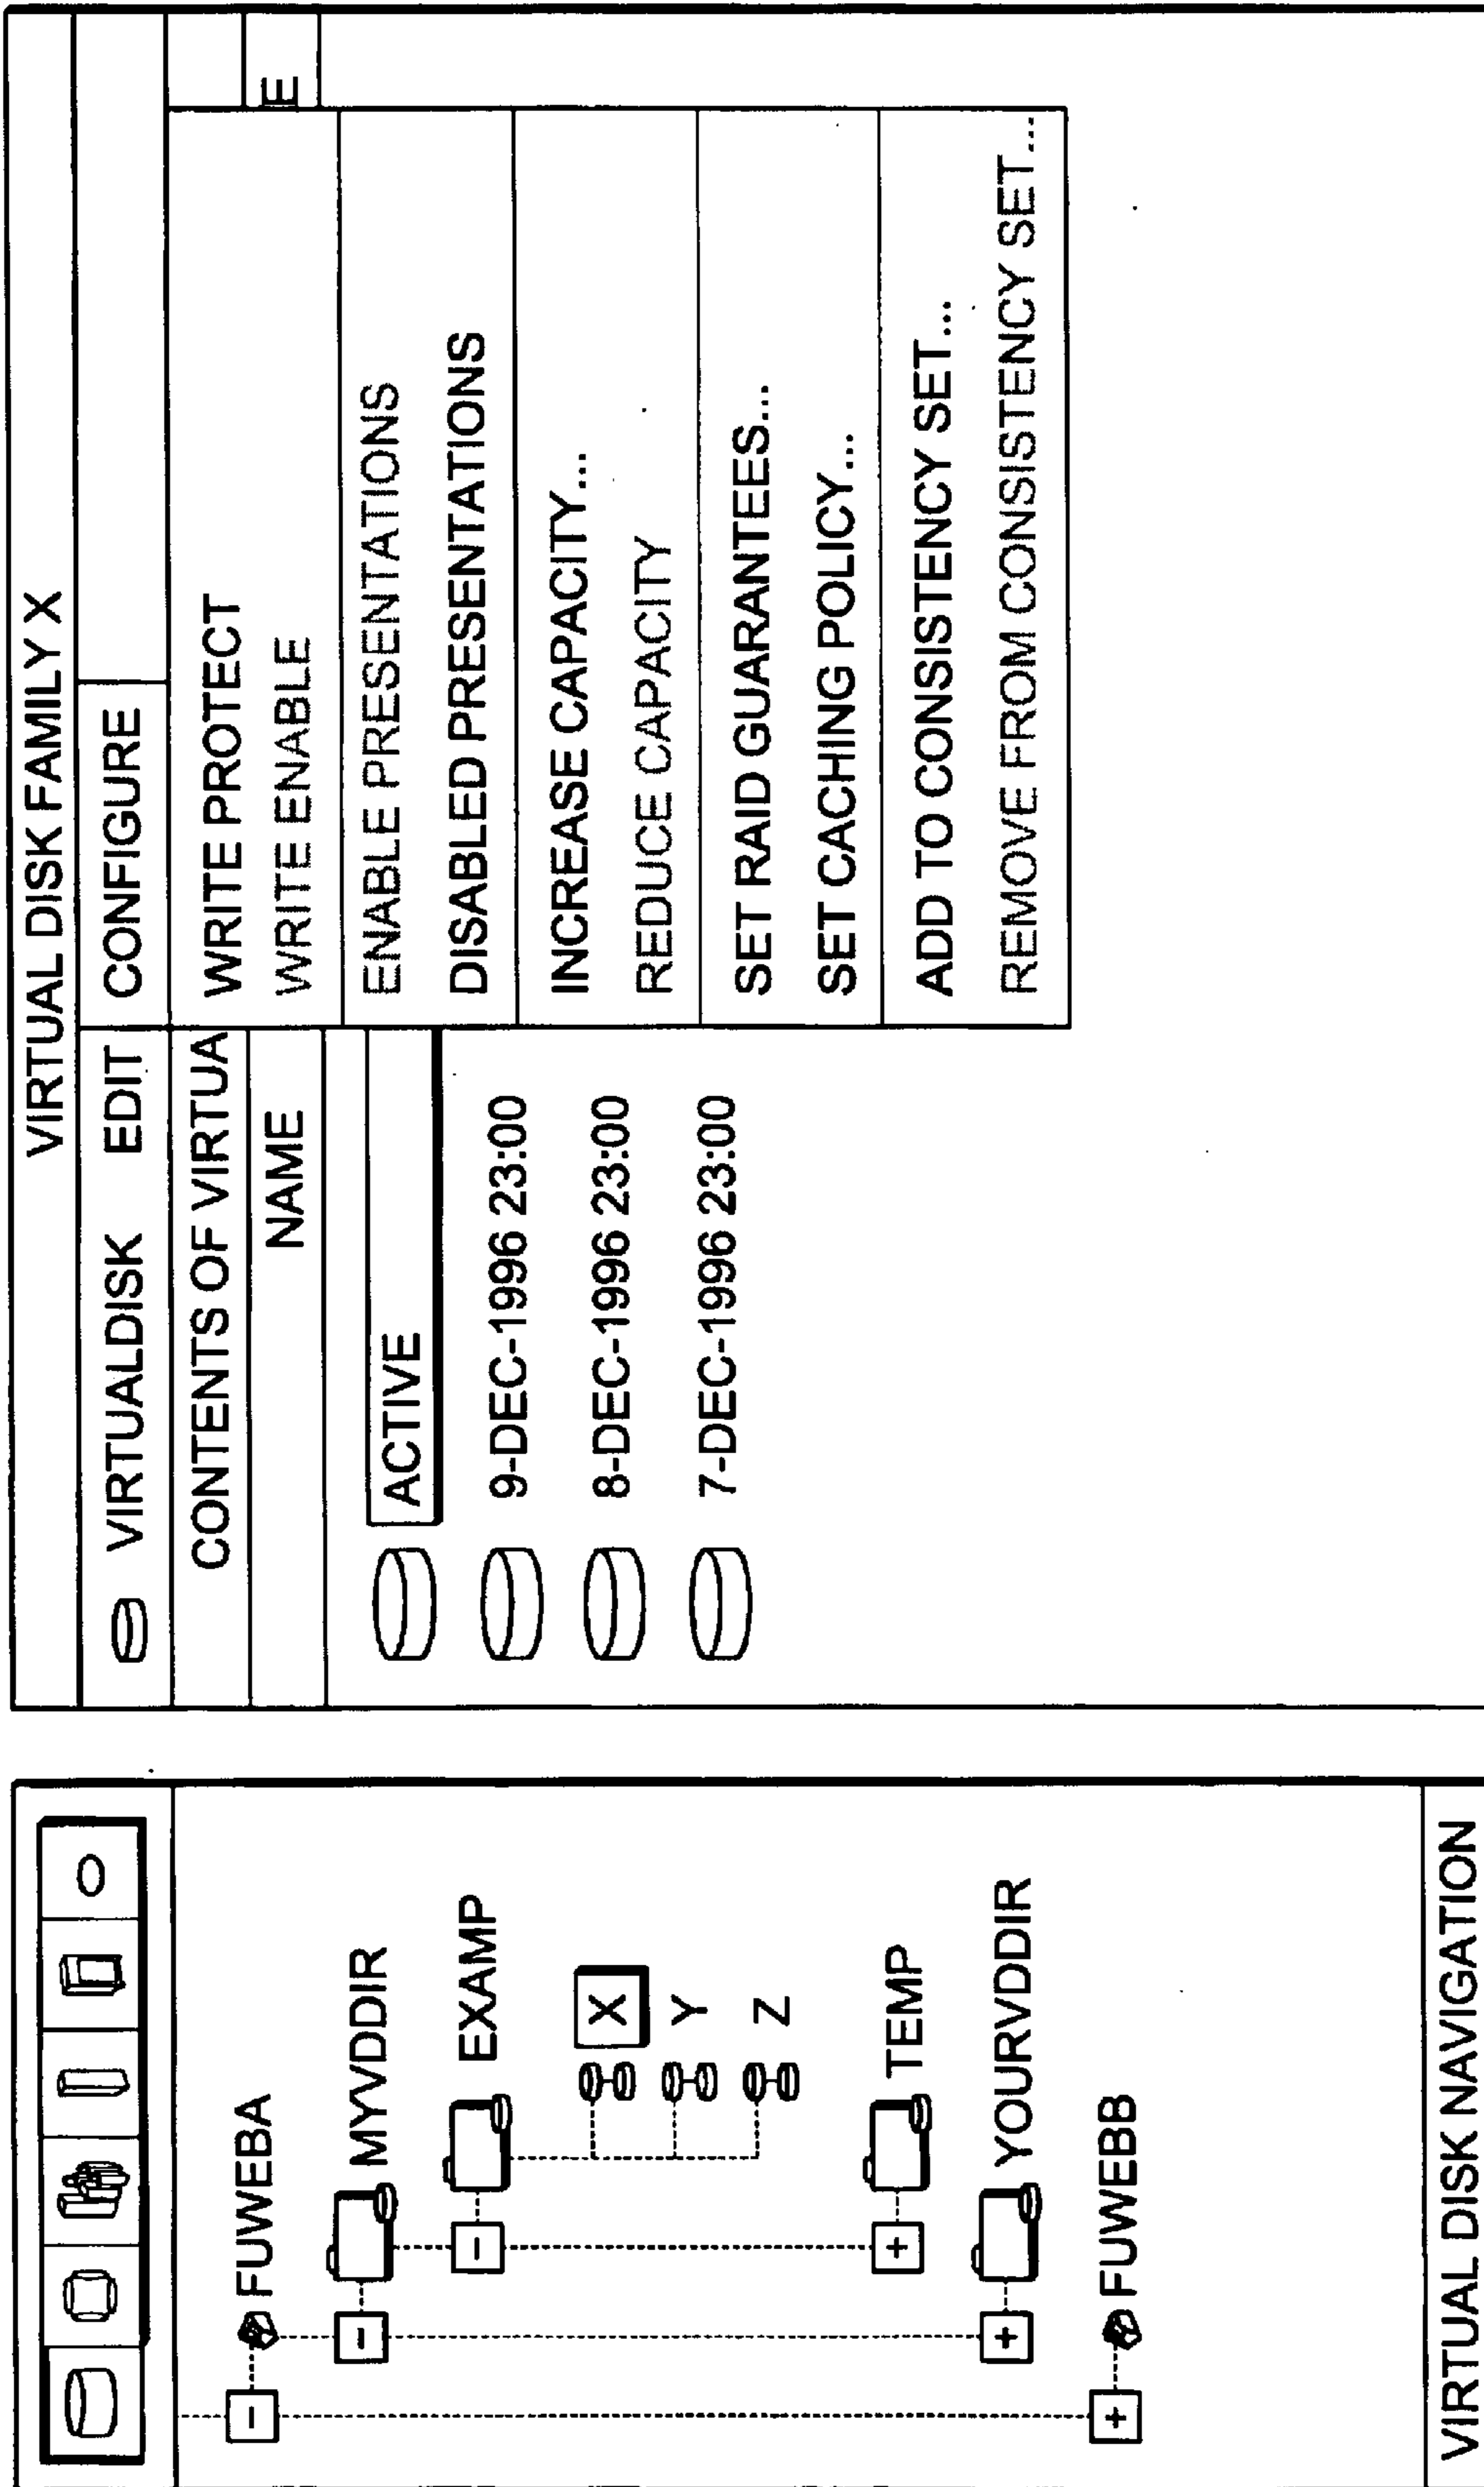 VIRTUAL DISK FAMILY X
VIRTUALDISK EDIT CONFIGURE
CONTENTS OF VIRTUA
NAME
E
ACTIVE
9-DEC-1996 23:00
8-DEC-1996 23:00
7-DEC-1996 23:00
WRITE PROTECT
WRITE ENABLE
ENABLE PRESENTATIONS
DISABLED PRESENTATIONS
INCREASE CAPACITY...
REDUCE CAPACITY
SET RAID GUARANTEES...
SET CACHING POLICY...
ADD TO CONSISTENCY SET...
REMOVE FROM CONSISTENCY SET...
FUWEBA
MYVDDIR
EXAMP
X
Y
Z
TEMP
YOURVDDIR
FUWEBB
VIRTUAL DISK NAVIGATION